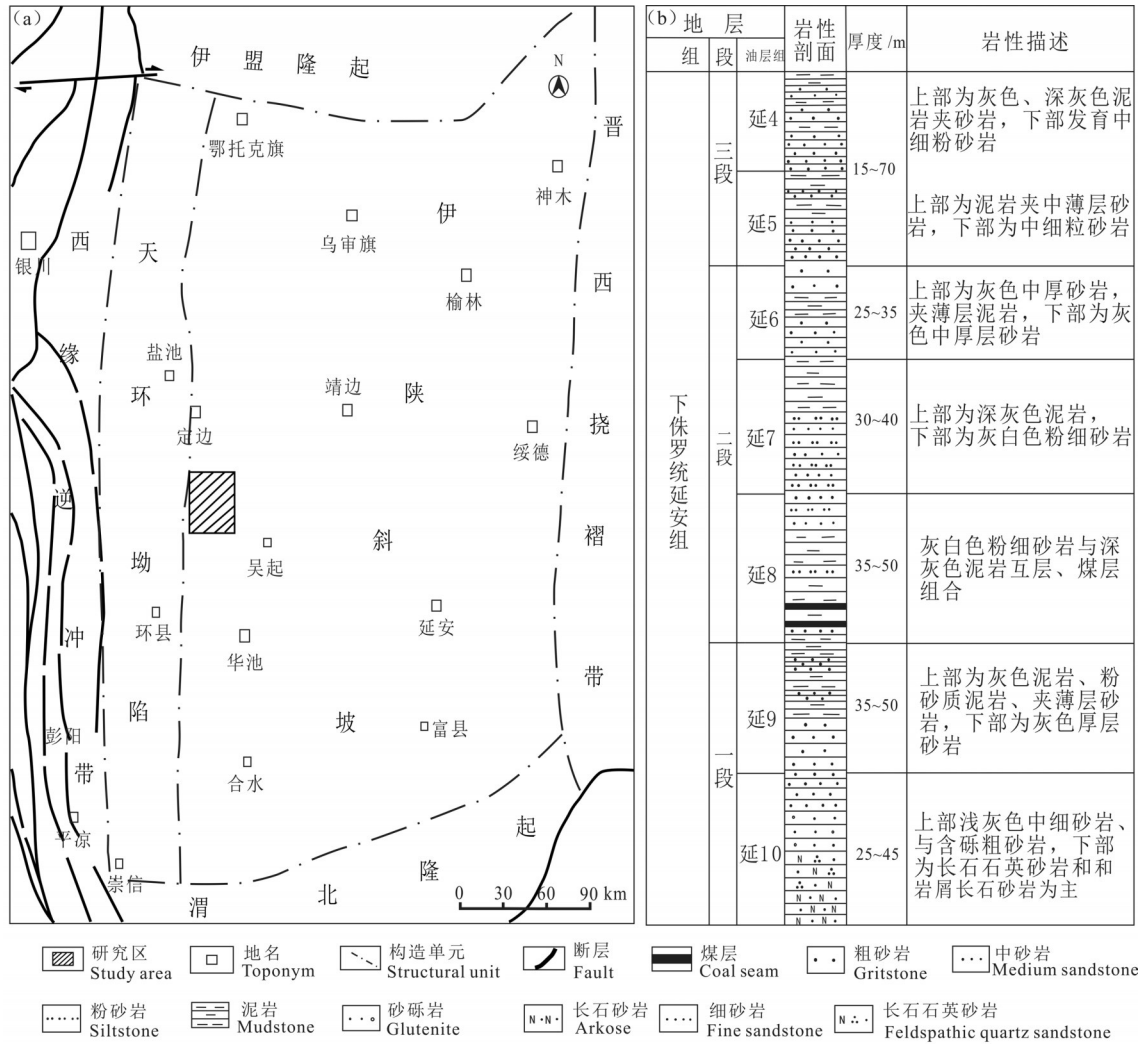 (a)
伊盟隆起
N
鄂托克旗
神木
晋西挠褶带
伊陕斜坡
乌审旗
银川
西缘逆冲带
天环坳陷
榆林
盐池
靖边
定边
绥德
吴起
环县
延安
华池
富县
彭阳
合水
平凉
崇信
渭北隆起
0 30 60 90 km
(b)
地层
岩性剖面
厚度/m
岩性描述
组
段
油层组
下侏罗统延安组
三段
延4
15~70
上部为灰色、深灰色泥
岩夹砂岩，下部发育中
细粉砂岩
延5
上部为泥岩夹中薄层砂
岩，下部为中细粒砂岩
二段
延6
25~35
上部为灰色中厚砂岩，
夹薄层泥岩，下部为灰
色中厚层砂岩
延7
30~40
上部为深灰色泥岩，
下部为灰白色粉细砂岩
延8
35~50
灰白色粉细砂岩与深
灰色泥岩互层、煤层
组合
一段
延9
35~50
上部为灰色泥岩、粉
砂质泥岩、夹薄层砂
岩，下部为灰色厚层
砂岩
延10
25~45
上部浅灰色中细砂岩、
与含砾粗砂岩，下部
为长石石英砂岩和和
岩屑长石砂岩为主
N N
N N
N N N
N N
N N N
研究区
Study area
地名
Toponym
构造单元
Structural unit
断层
Fault
煤层
Coal seam
粗砂岩
Gritstone
中砂岩
Medium sandstone
粉砂岩
Siltstone
泥岩
Mudstone
砂砾岩
Glutenite
N N
长石砂岩
Arkose
细砂岩
Fine sandstone
N N
长石石英砂岩
Feldspathic quartz sandstone